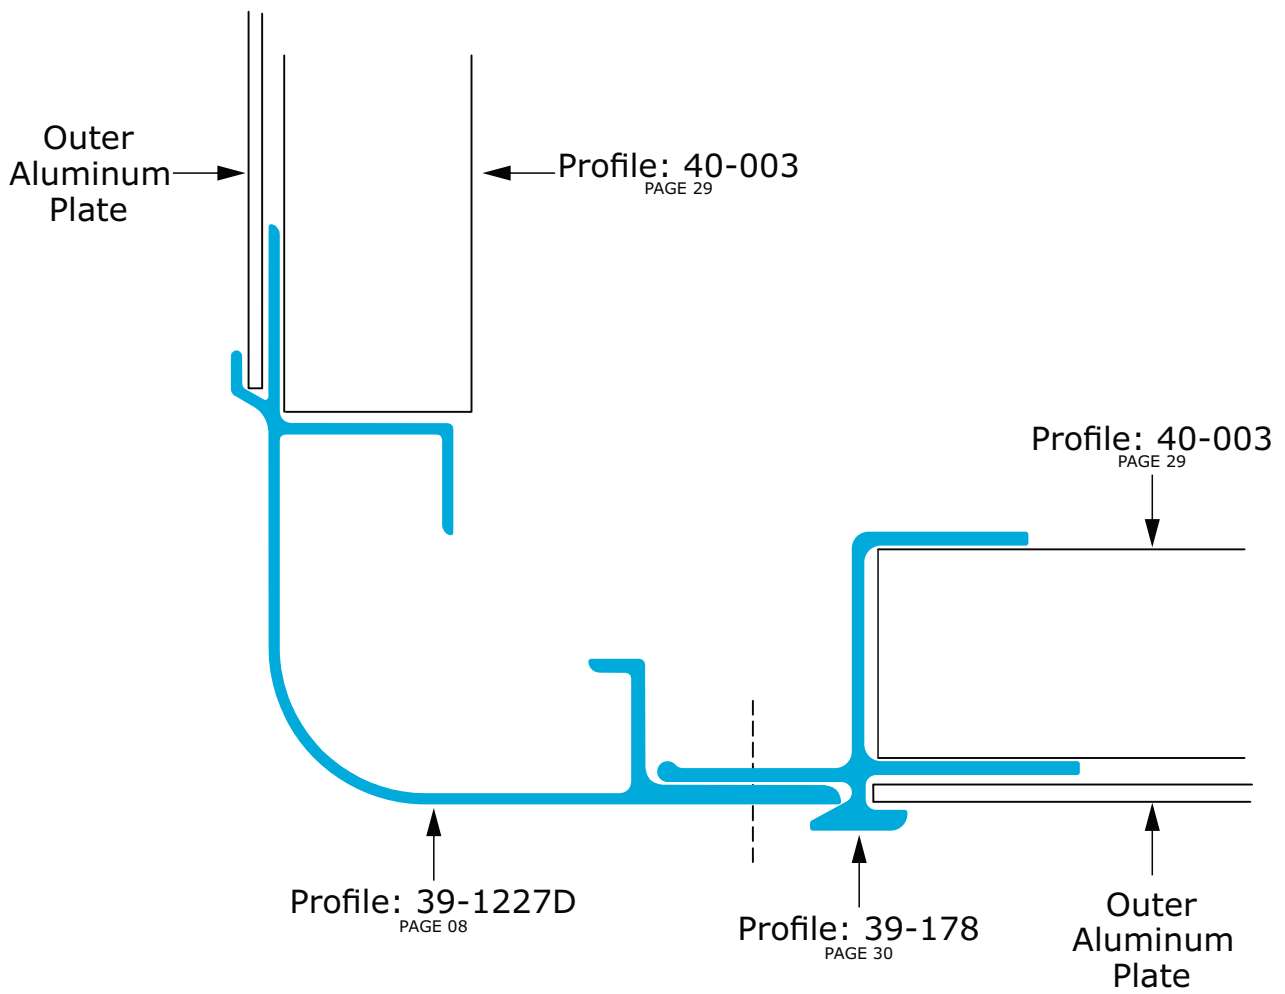 Outer
Aluminum
Plate
Profile: 40-003
PAGE 29
Profile: 40-003
PAGE 29
Profile: 39-1227D
PAGE 08
Profile: 39-178
PAGE 30
Outer
Aluminum
Plate